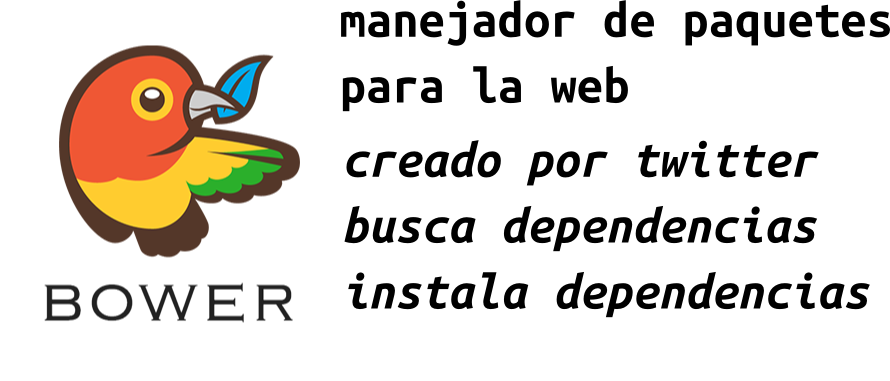 manejador de paquetes
para la web
creado por twitter
busca dependencias
instala dependencias
BOWER